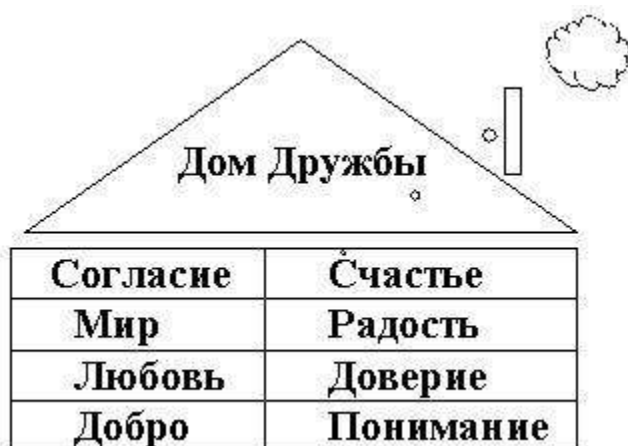 Дом Дружбы
Согласие Счастье
Мир Радость
Любовь Доверие
Добро Понимание